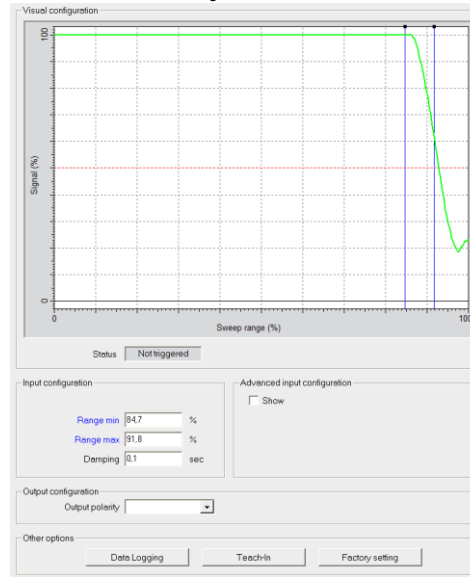 Visual configuration
100
Signal (%)
0
0
100
Sweep range (%)
Status Not triggered
Input configuration
Range min 84,7 %
Range max 91,8 %
Damping 0,1 sec
Advanced input configuration
Show
Output configuration
Output polarity
Other options
Data Logging
Teach-In
Factory setting